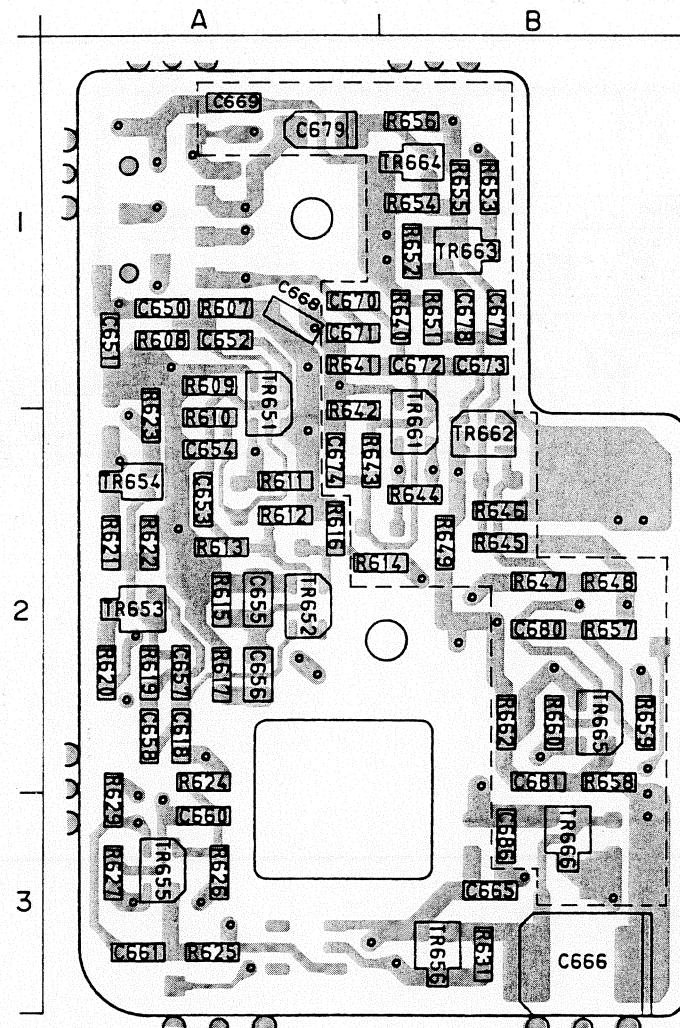 A B
C669
C679 R656
TR664
R655 R653
1
R654
R652 TR663
C668
C650 R607 C670
R640 R651 C678 C677
C651 C671
R608 C652
R641 C672 C673
R609 TR651
R623 R610 R642 TR661
C654 TR662
C674 R643
TR654 C653 R611
R644
R621 R622 R612 R616 R646
R613 R649 R645
R614
2
TR653 R615 C655 TR652 R647 R648
C680 R657
R620 R619 C657 R617 C656
C658 C618 R662 R660 TR665 R659
R624 C681 R658
R629 C660 C686 TR666
R627 TR655 R626
C665
3
C661 R625 TR656 R631 C666